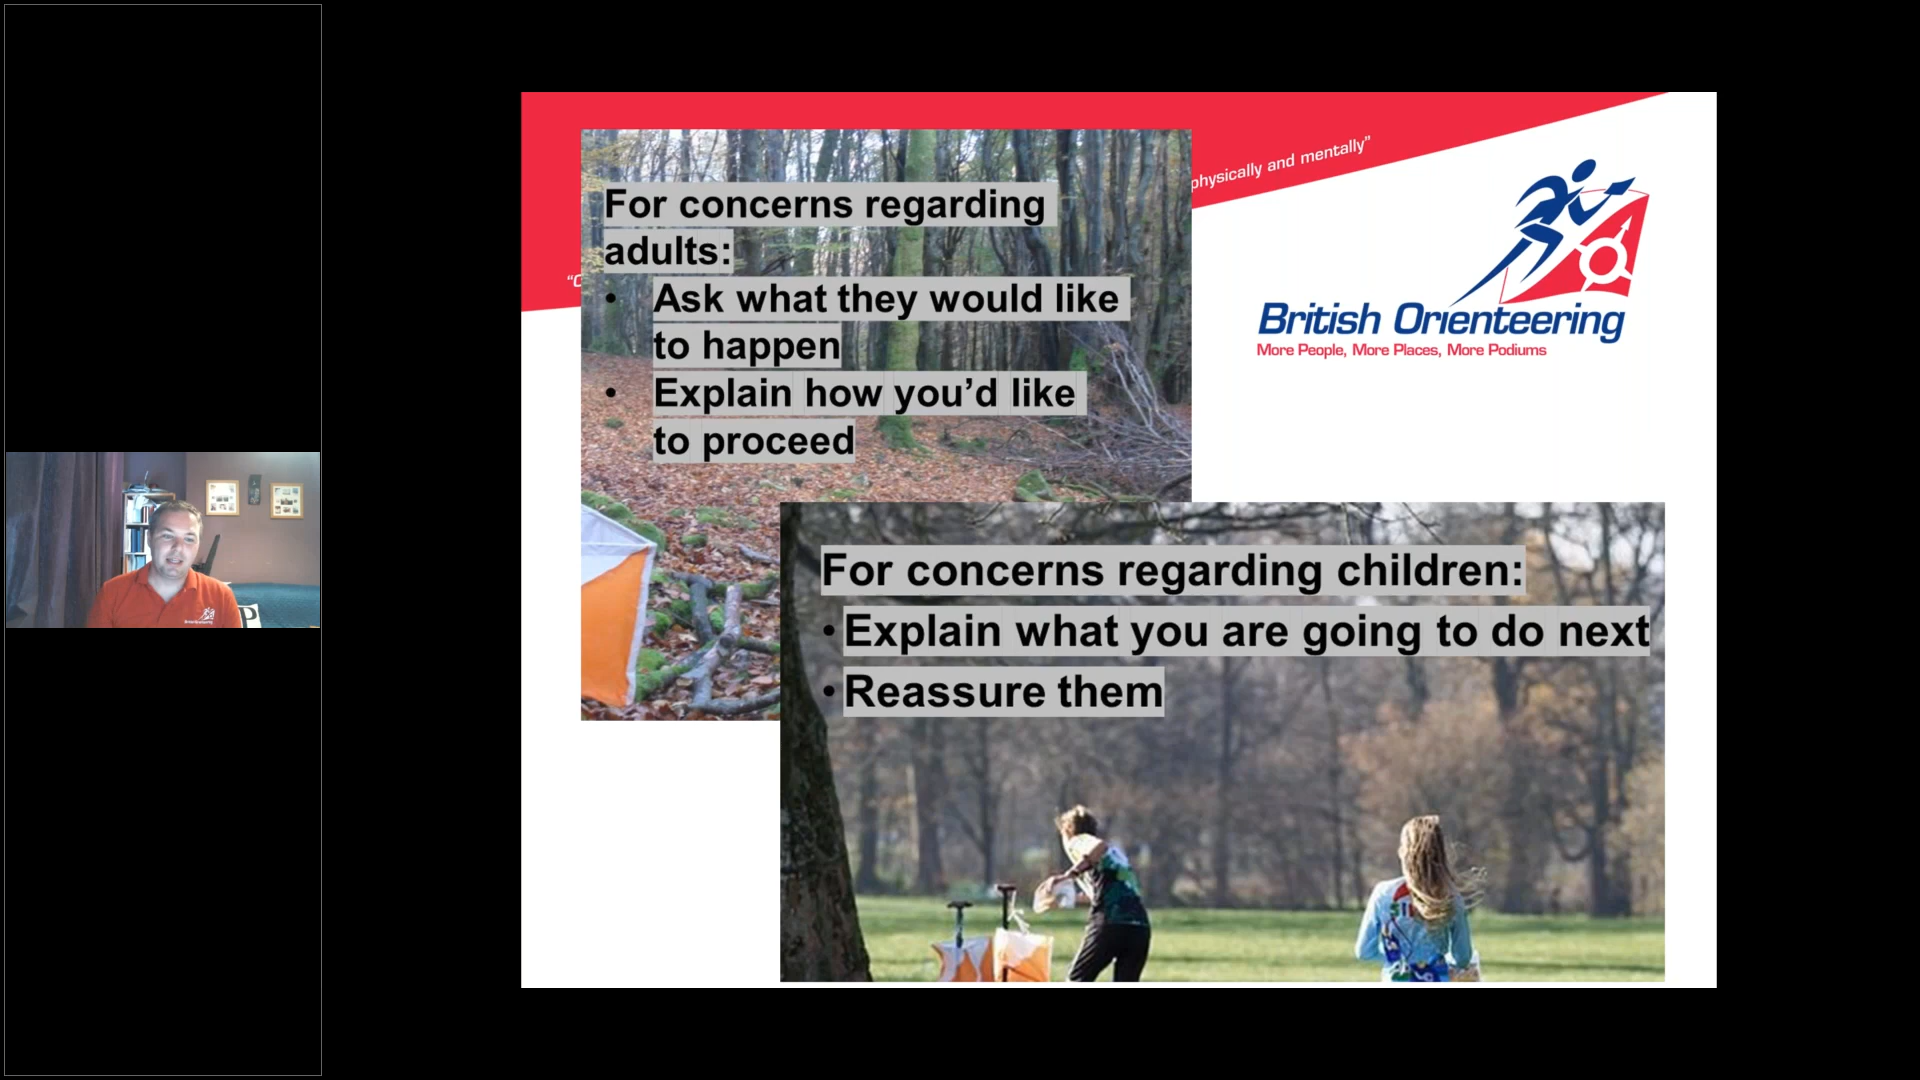 physically and mentally”
“C
For concerns regarding
adults:
• Ask what they would like
to happen
• Explain how you’d like
to proceed
British Orienteering
More People, More Places, More Podiums
For concerns regarding children:
• Explain what you are going to do next
• Reassure them
P